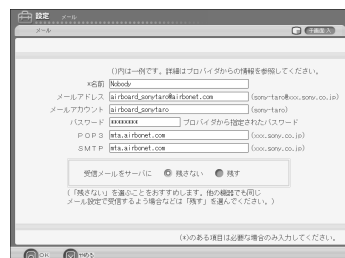 設定 メール
メール 子画面入
()内は一例です。詳細はプロバイダからの情報を参照してください。
*名前 Nobody
メールアドレス airboard_sonytaro@airbonet.com (sony-taro@xxx.sony.co.jp)
メールアカウント airboard_sonytaro (sony-taro)
パスワード ******** プロバイダから指定されたパスワード
POP3 mta.airbonet.com (xxx.sony.co.jp)
SMTP mta.airbonet.com (xxx.sony.co.jp)
受信メールをサーバに 残さない 残す
(「残さない」を選ぶことをおすすめします。他の機器でも同じ
メール設定で受信するよう場合などは「残す」を選んでください。)
(*)のある項目は必要な場合のみ入力してください。
OK やめる